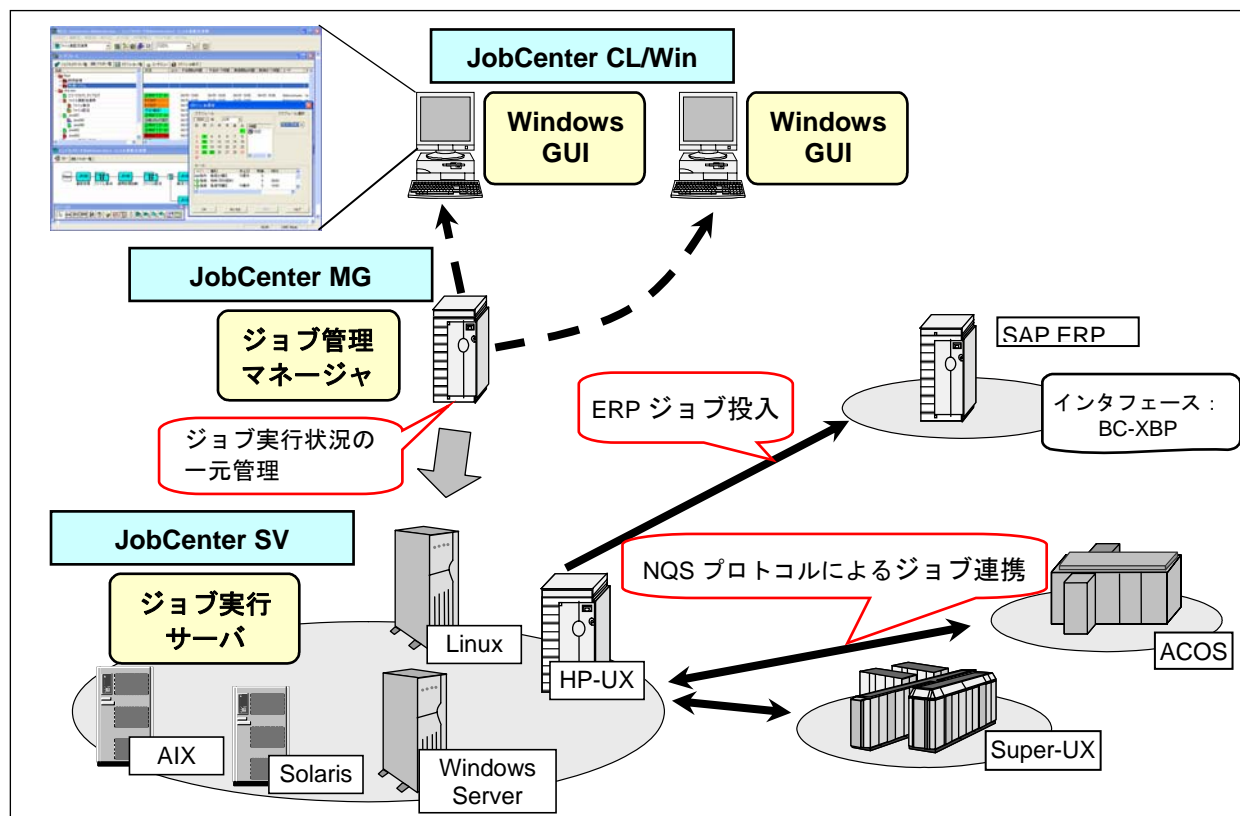 JobCenter CL/Win
Windows
GUI
Windows
GUI
JobCenter MG
ジョブ管理
マネージャ
ジョブ実行状況の
一元管理
SAP ERP
インタフェース：
BC-XBP
ERP ジョブ投入
JobCenter SV
ジョブ実行
サーバ
NQS プロトコルによるジョブ連携
Linux
HP-UX
ACOS
AIX
Solaris
Windows
Server
Super-UX